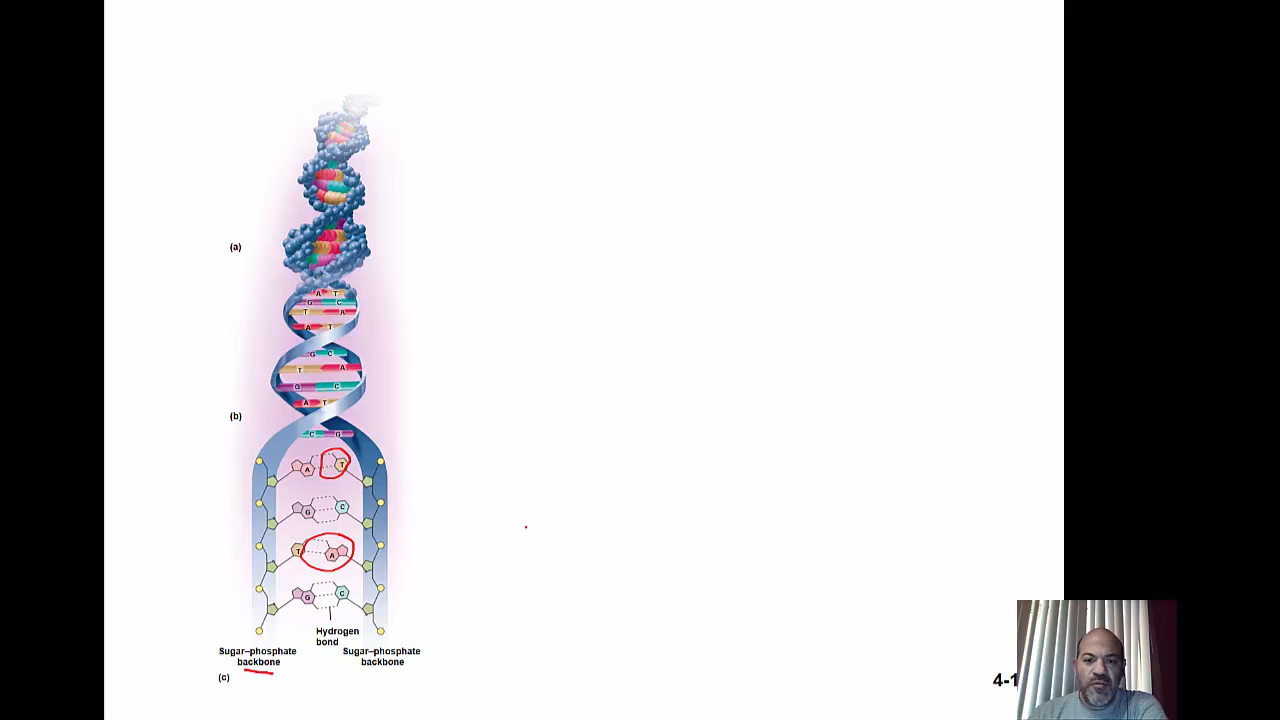 (a)
A T
G C
T A
A T
G C
T A
G C
A T
(b)
C G
A T
G C
T A
G C
Hydrogen
bond
Sugar–phosphate
backbone
Sugar–phosphate
backbone
(c)
4-1